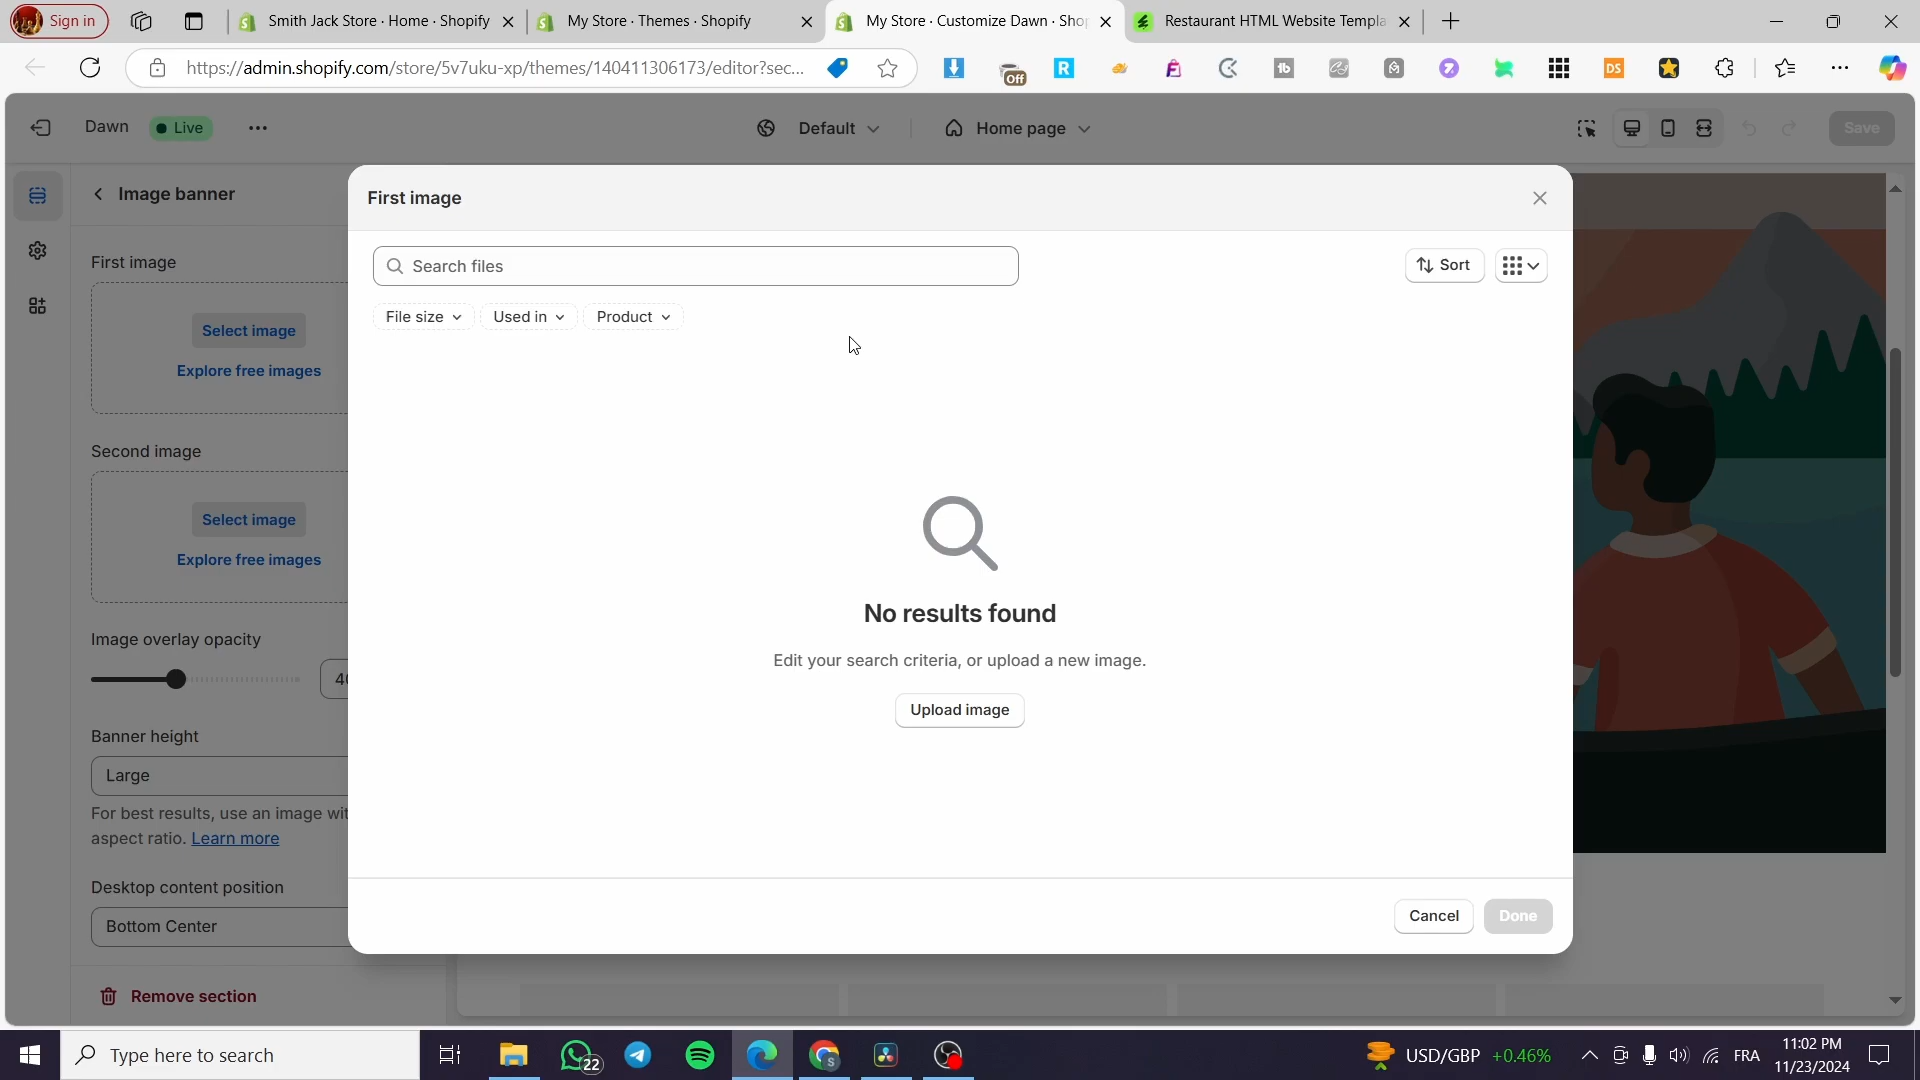 Sign in
Smith Jack Store · Home · Shopify
My Store · Themes · Shopify
My Store · Customize Dawn · Shop
Restaurant HTML Website Templa
https://admin.shopify.com/store/5v7uku-xp/themes/140411306173/editor?sec...
Off
DS
Dawn
Live
Default
Home page
Save
Image banner
First image
Select image
Explore free images
Second image
Select image
Explore free images
Image overlay opacity
40
Banner height
Large
For best results, use an image wit
aspect ratio. Learn more
Desktop content position
Bottom Center
Remove section
First image
Search files
Sort
File size
Used in
Product
No results found
Edit your search criteria, or upload a new image.
Upload image
Cancel
Done
Type here to search
22
USD/GBP +0.46%
FRA
11:02 PM
11/23/2024